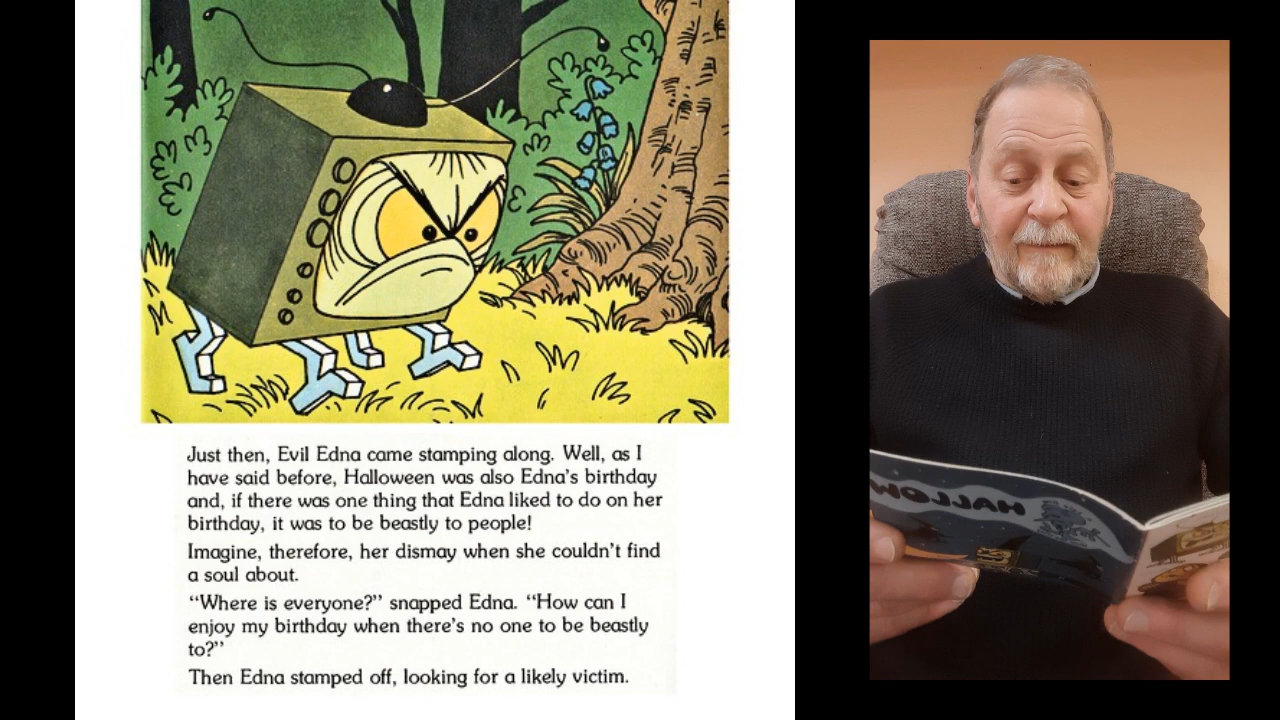 Just then, Evil Edna came stamping along. Well, as I
have said before, Halloween was also Edna's birthday
and, if there was one thing that Edna liked to do on her
birthday, it was to be beastly to people!
Imagine, therefore, her dismay when she couldn't find
a soul about.
“Where is everyone?” snapped Edna. “How can I
enjoy my birthday when there's no one to be beastly
to?”
Then Edna stamped off, looking for a likely victim.
HALLOW